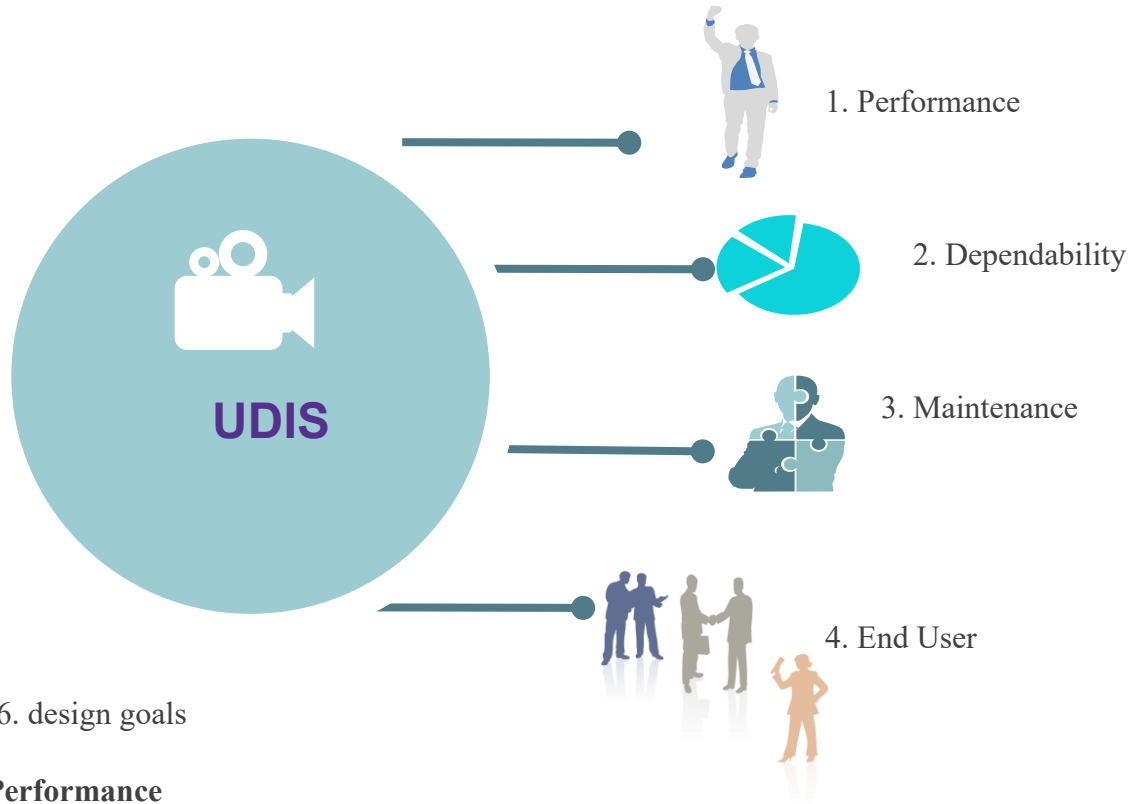 1. Performance
2. Dependability
UDIS
3. Maintenance
4. End User
6. design goals
Performance